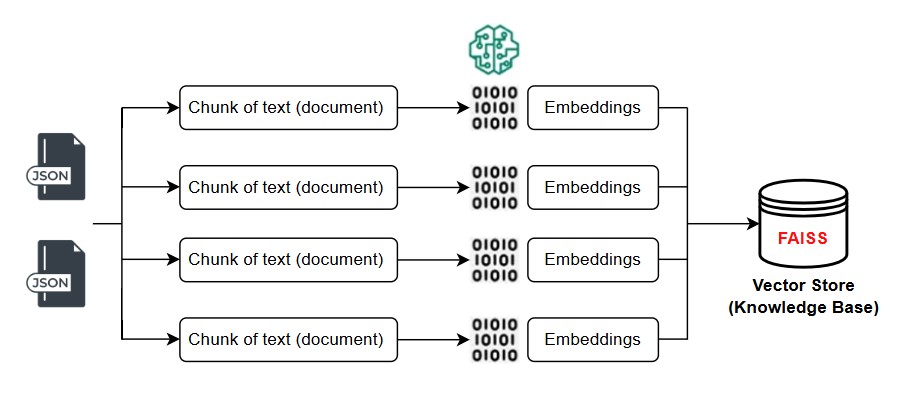 01010
Chunk of text (document)
10101
Embeddings
01010
JSON
01010
Chunk of text (document)
10101
Embeddings
01010
FAISS
01010
Chunk of text (document)
10101
Embeddings
01010
JSON
Vector Store
(Knowledge Base)
01010
Chunk of text (document)
10101
Embeddings
01010